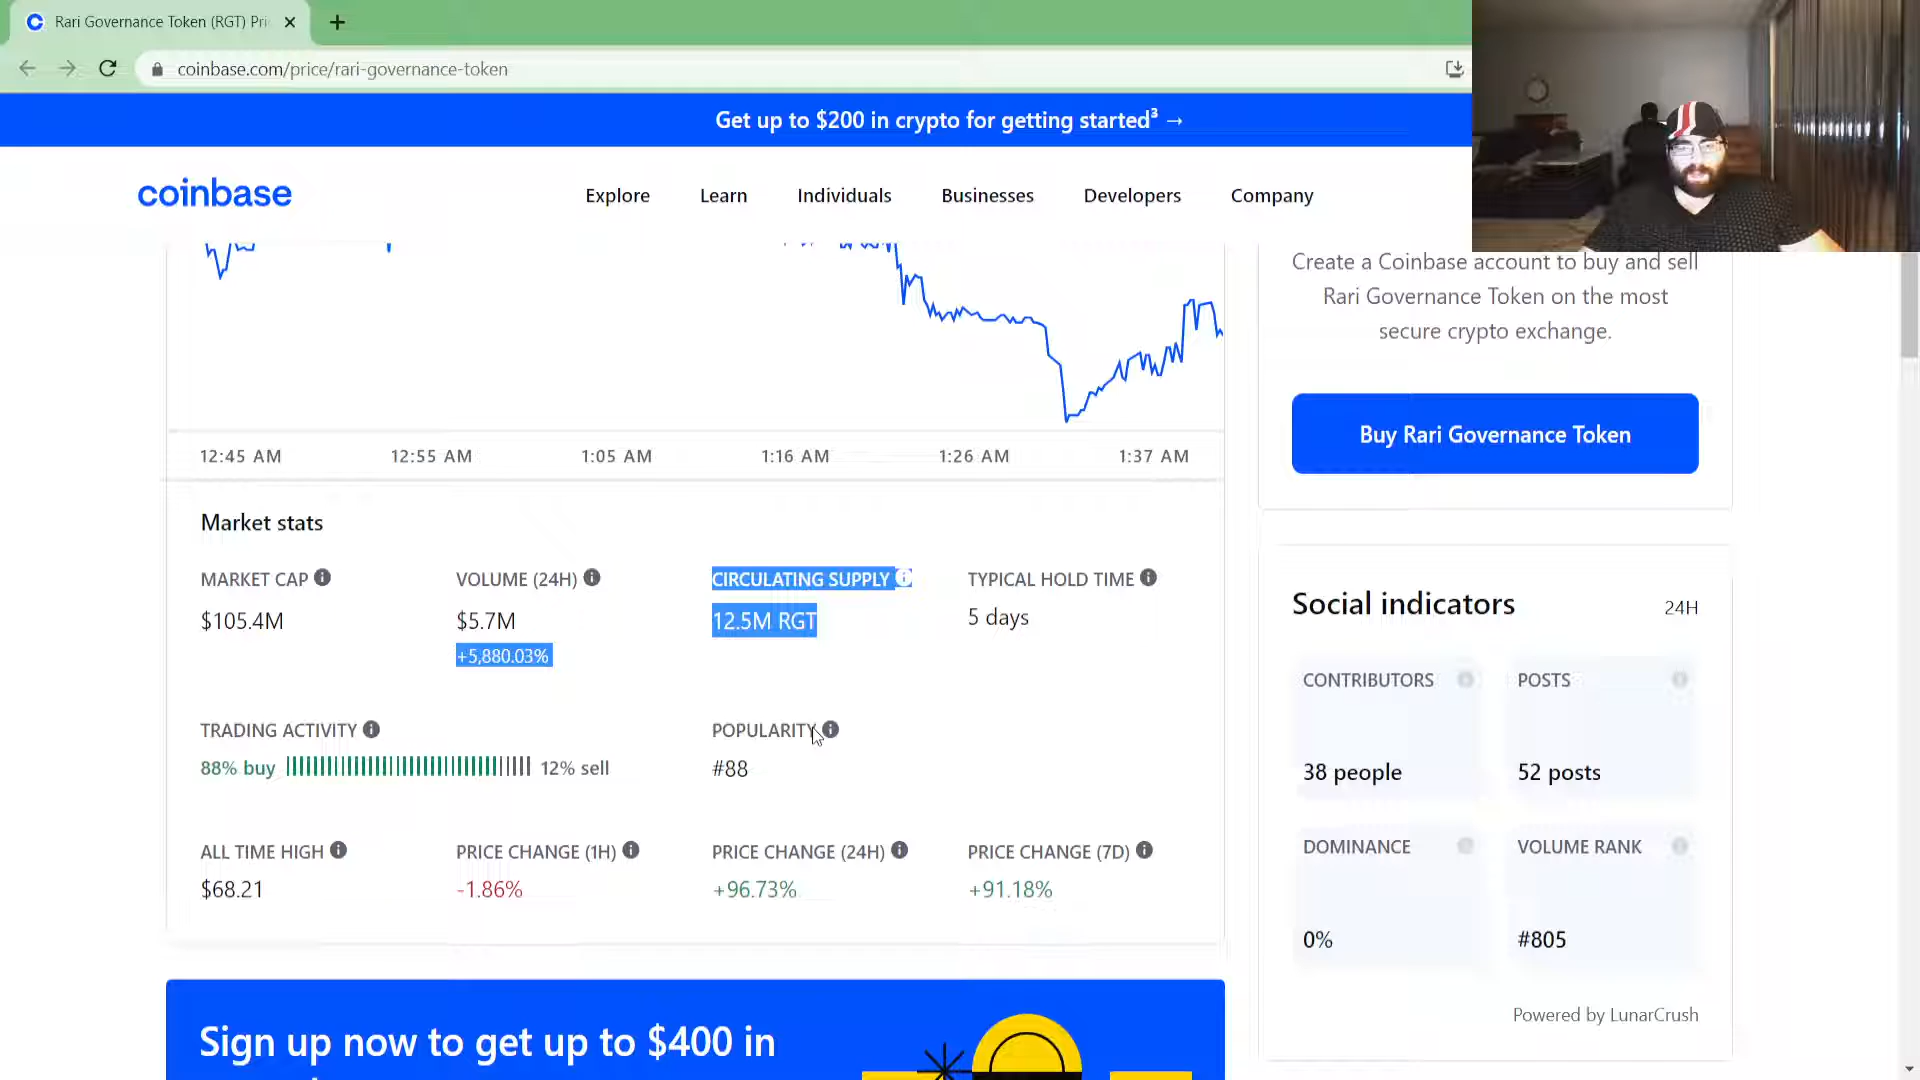 Rari Governance Token (RGT) Pri
coinbase.com/price/rari-governance-token
Get up to $200 in crypto for getting started³ →
coinbase
Explore
Learn
Individuals
Businesses
Developers
Company
12:45 AM
12:55 AM
1:05 AM
1:16 AM
1:26 AM
1:37 AM
Market stats
MARKET CAP
$105.4M
VOLUME (24H)
$5.7M
+5,880.03%
CIRCULATING SUPPLY
12.5M RGT
TYPICAL HOLD TIME
5 days
TRADING ACTIVITY
88% buy
12% sell
POPULARITY
#88
ALL TIME HIGH
$68.21
PRICE CHANGE (1H)
-1.86%
PRICE CHANGE (24H)
+96.73%
PRICE CHANGE (7D)
+91.18%
Sign up now to get up to $400 in
Create a Coinbase account to buy and sell
Rari Governance Token on the most
secure crypto exchange.
Buy Rari Governance Token
Social indicators
24H
CONTRIBUTORS
38 people
POSTS
52 posts
DOMINANCE
0%
VOLUME RANK
#805
Powered by LunarCrush